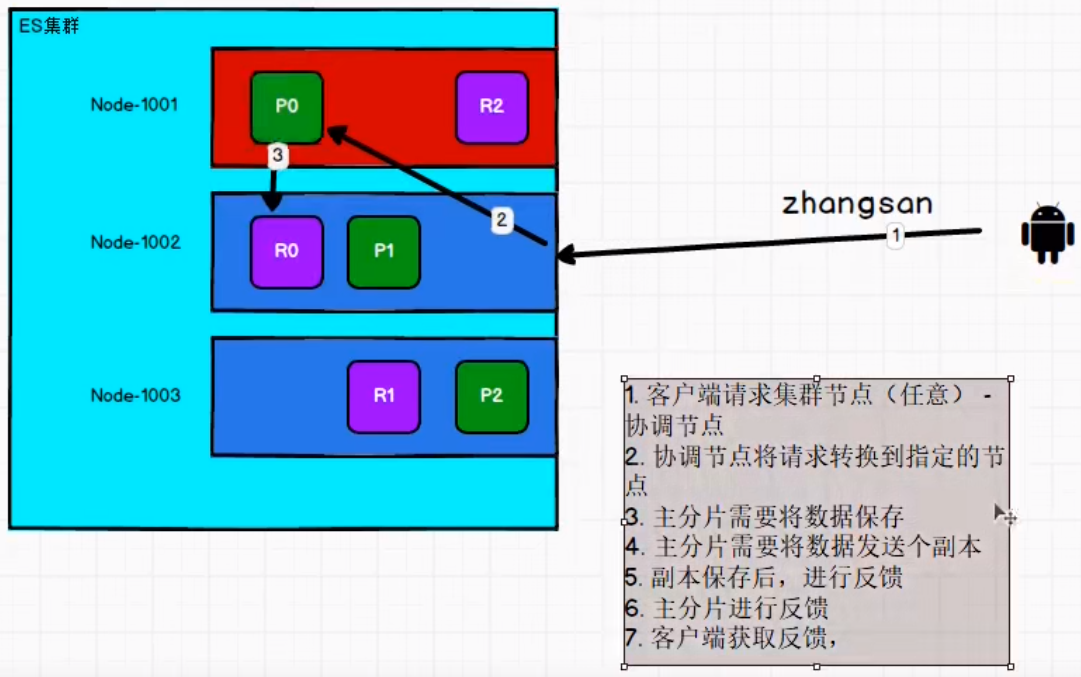 ES集群
Node-1001
P0
R2
3
2
zhangsan
1
Node-1002
R0
P1
Node-1003
R1
P2
1. 客户端请求集群节点（任意） -
协调节点
2. 协调节点将请求转换到指定的节
点
3. 主分片需要将数据保存
4. 主分片需要将数据发送个副本
5. 副本保存后，进行反馈
6. 主分片进行反馈
7. 客户端获取反馈，